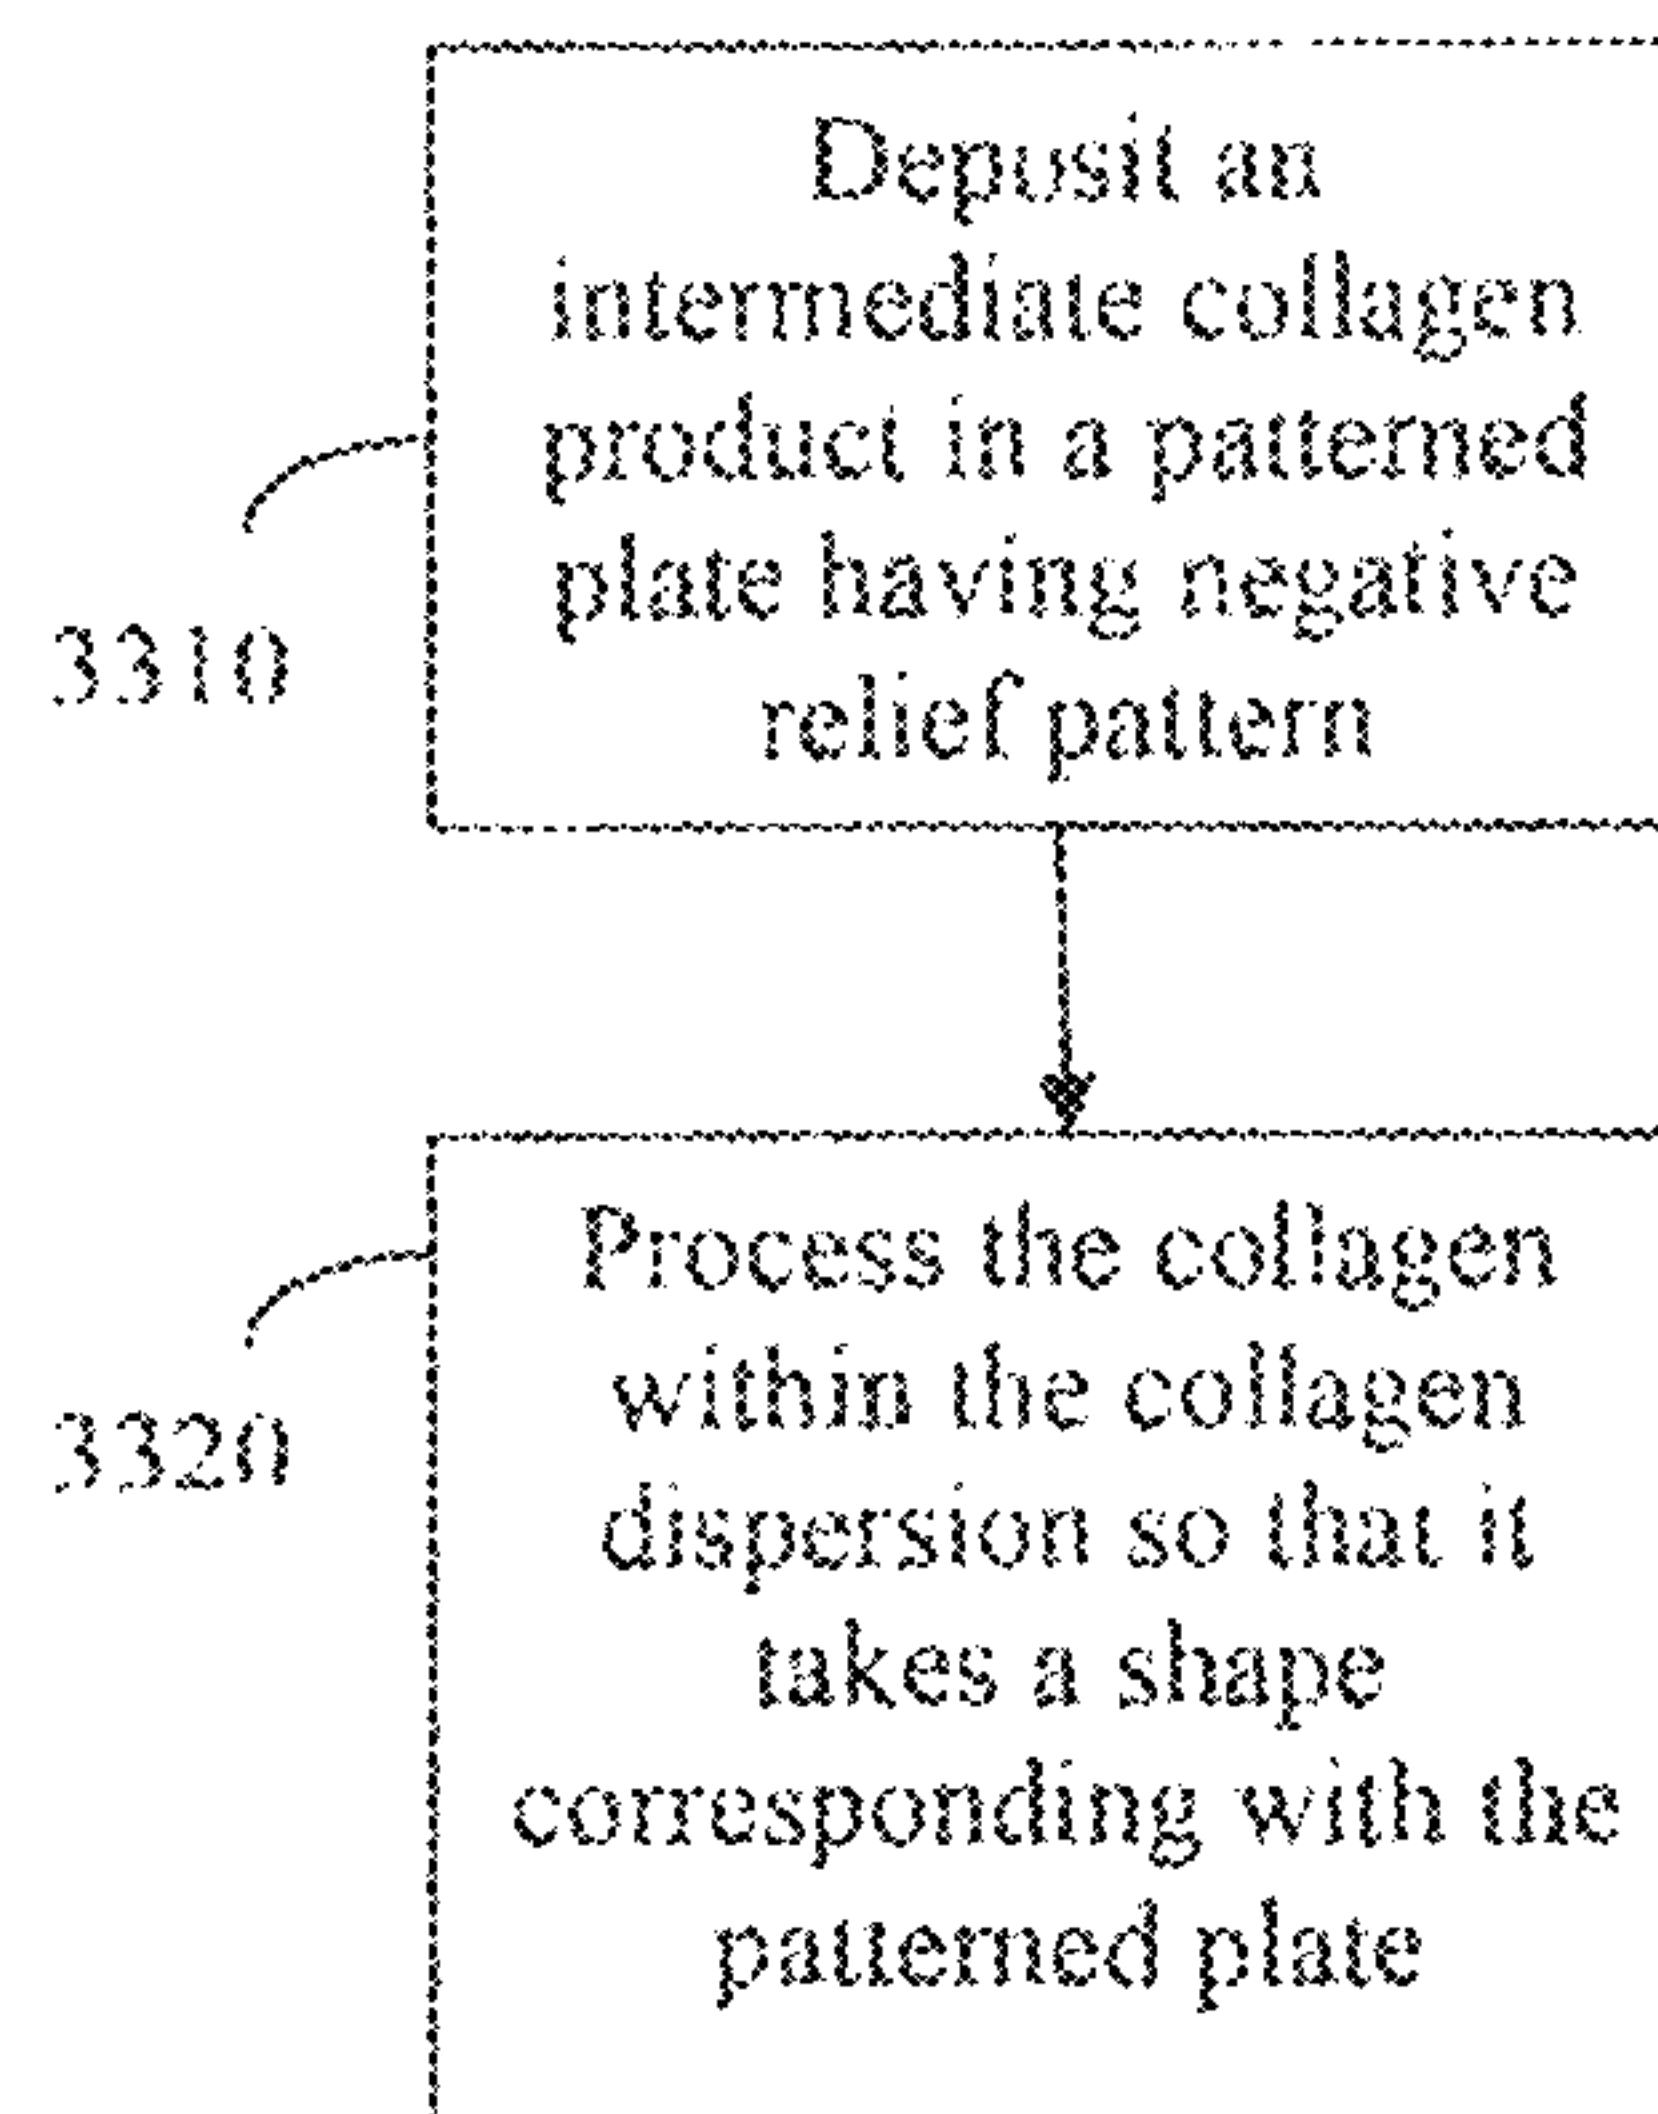 Deposit an
intermediate collagen
product in a patterned
plate having negative
relief pattern
3310
Process the collagen
within the collagen
dispersion so that it
takes a shape
corresponding with the
patterned plate
3320